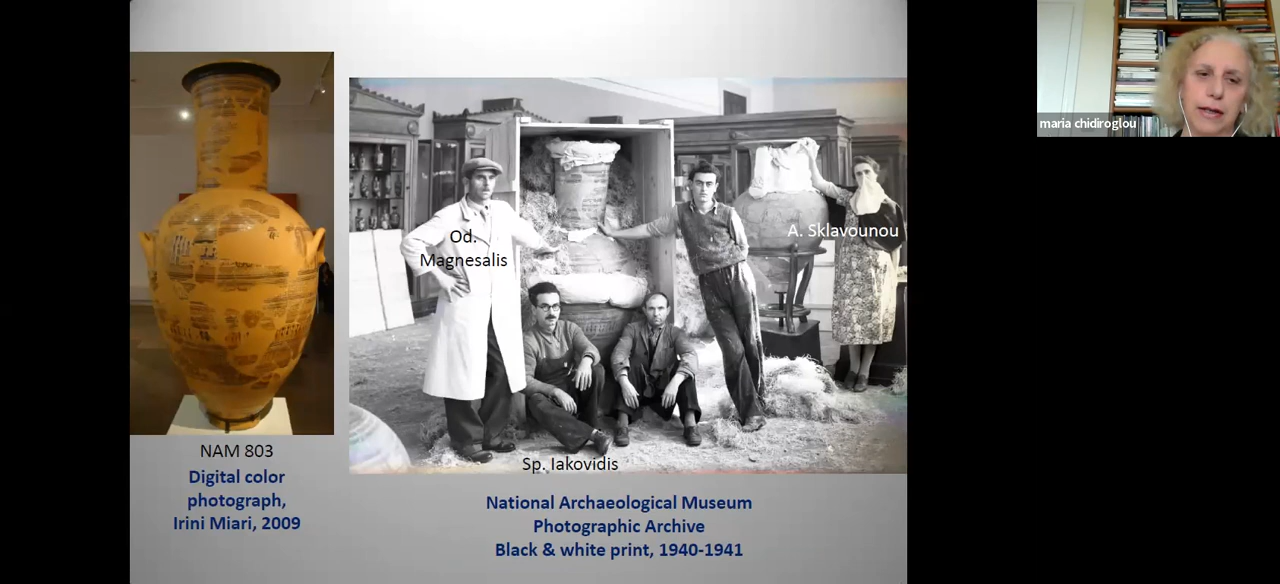 maria chidiroglou
Od.
Magnesalis
A. Sklavounou
Sp. Iakovidis
NAM 803
Digital color
photograph,
Irini Miari, 2009
National Archaeological Museum
Photographic Archive
Black & white print, 1940-1941